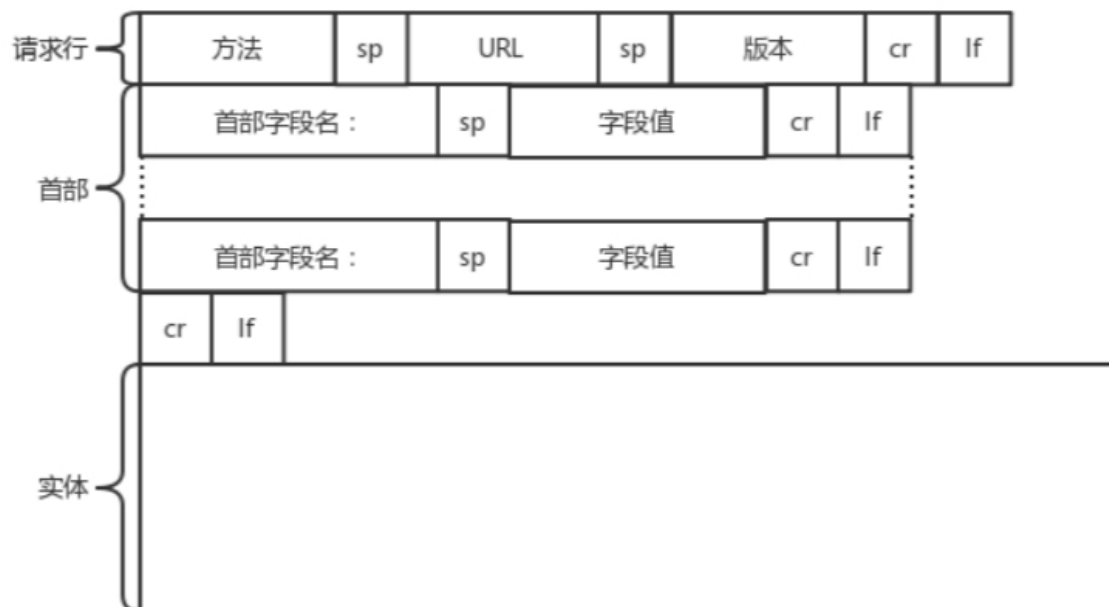 请求行 方法 sp URL sp 版本 cr lf
首部字段名： sp 字段值 cr lf
首部
首部字段名： sp 字段值 cr lf
cr lf
实体